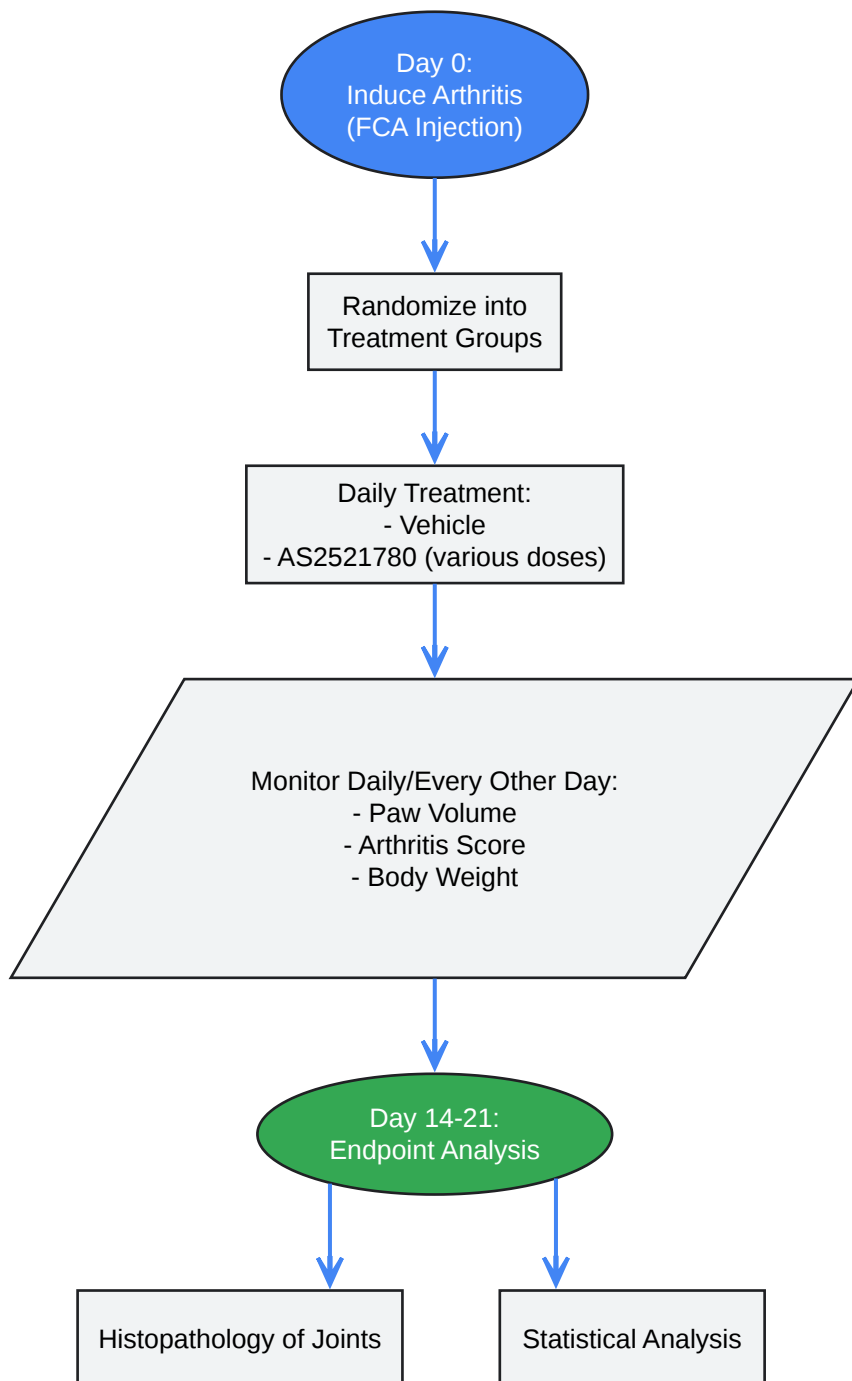 Day 0:
Induce Arthritis
(FCA Injection)
Randomize into
Treatment Groups
Daily Treatment:
- Vehicle
- AS2521780 (various doses)
Monitor Daily/Every Other Day:
- Paw Volume
- Arthritis Score
- Body Weight
Day 14-21:
Endpoint Analysis
Histopathology of Joints
Statistical Analysis